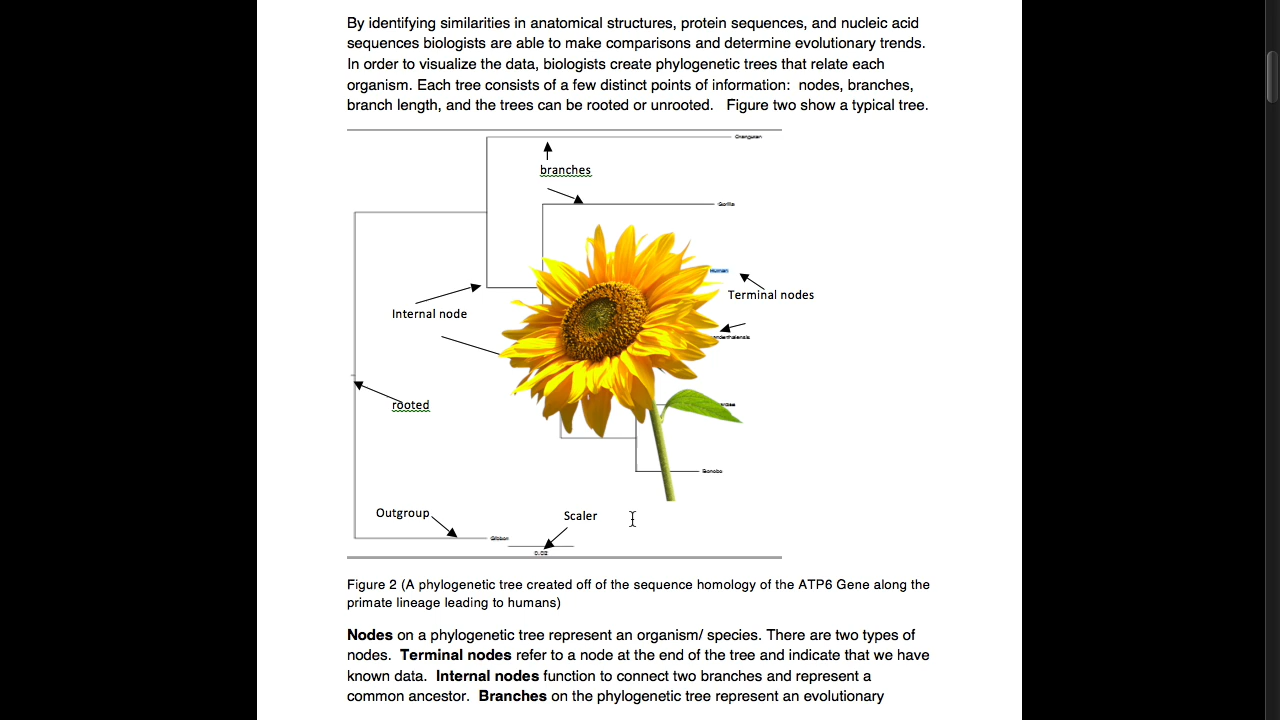 By identifying similarities in anatomical structures, protein sequences, and nucleic acid
sequences biologists are able to make comparisons and determine evolutionary trends.
In order to visualize the data, biologists create phylogenetic trees that relate each
organism. Each tree consists of a few distinct points of information: nodes, branches,
branch length, and the trees can be rooted or unrooted. Figure two show a typical tree.
Orangutan
branches
Gorilla
Human
Terminal nodes
Internal node
rooted
Bonobo
Outgroup
Scaler
Gibbon
0.02
Figure 2 (A phylogenetic tree created off of the sequence homology of the ATP6 Gene along the
primate lineage leading to humans)
Nodes on a phylogenetic tree represent an organism/ species. There are two types of
nodes. Terminal nodes refer to a node at the end of the tree and indicate that we have
known data. Internal nodes function to connect two branches and represent a
common ancestor. Branches on the phylogenetic tree represent an evolutionary